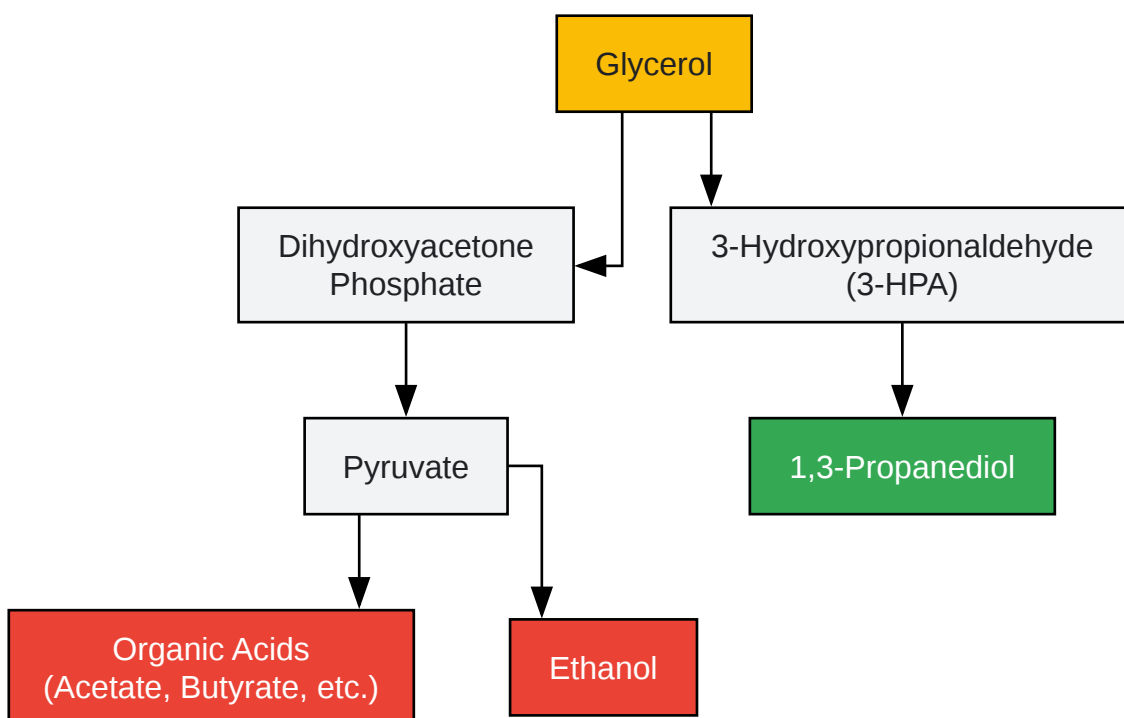 Glycerol
Dihydroxyacetone
Phosphate
3-Hydroxypropionaldehyde
(3-HPA)
Pyruvate
1,3-Propanediol
Organic Acids
(Acetate, Butyrate, etc.)
Ethanol